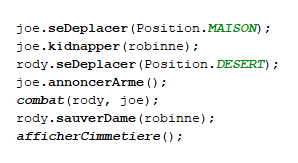 joe.seDeplacer(Position.MAISON);
joe.kidnapper(robinne);
rody.seDeplacer(Position.DESERT);
joe.annoncerArme();
combat(rody, joe);
rody.sauverDame(robinne);
afficherCimmetiere();